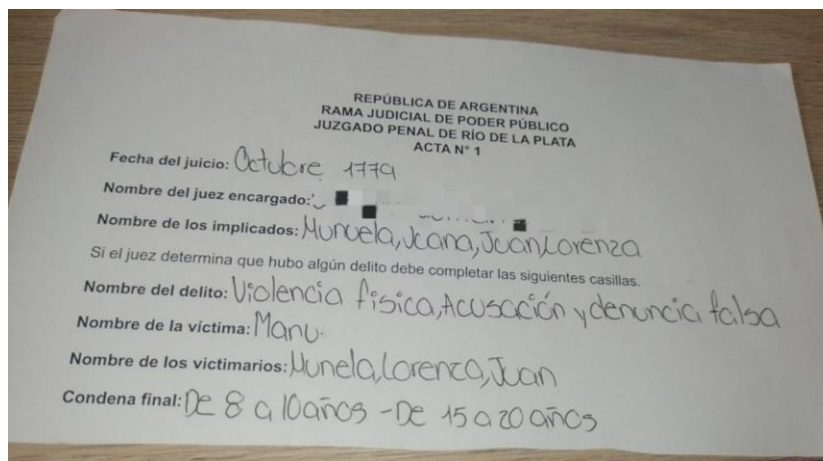 REPÚBLICA DE ARGENTINA
RAMA JUDICIAL DE PODER PÚBLICO
JUZGADO PENAL DE RÍO DE LA PLATA
ACTA N° 1
Fecha del juicio: Octubre 1779
Nombre del juez encargado:
Nombre de los implicados: Munuela, Juana, Juan, Lorenza
Si el juez determina que hubo algún delito debe completar las siguientes casillas.
Nombre del delito: Violencia física, Acusación y denuncia falsa
Nombre de la víctima: Manu.
Nombre de los victimarios: Munela, Lorenza, Juan
Condena final: De 8 a 10 años - De 15 a 20 años